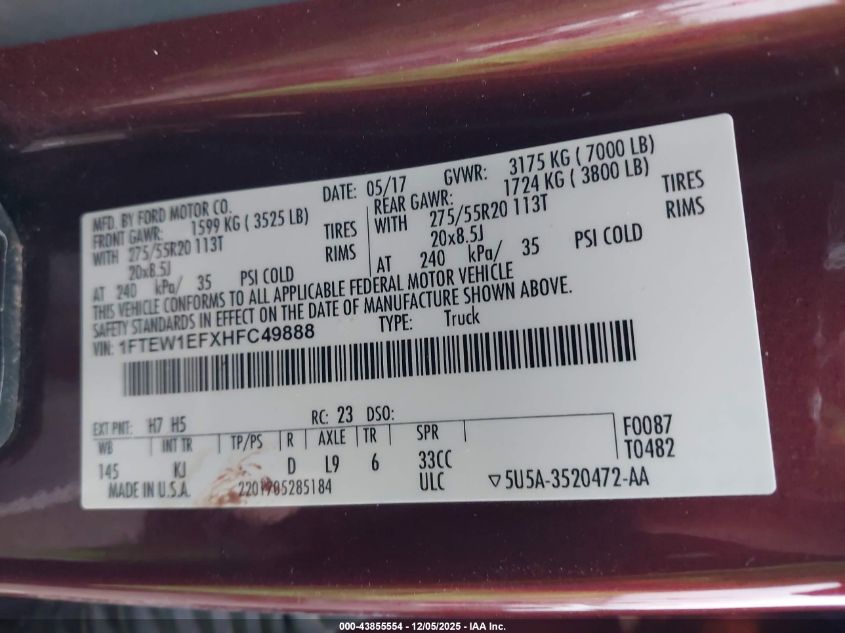 MFD. BY FORD MOTOR CO.
DATE: 05/17 GVWR: 3175 KG ( 7000 LB)
FRONT GAWR: 1599 KG ( 3525 LB)
WITH 275/55R20 113T TIRES
20x8.5J RIMS
AT 240 kPa/ 35 PSI COLD
REAR GAWR: 1724 KG ( 3800 LB)
WITH 275/55R20 113T TIRES
20x8.5J RIMS
AT 240 kPa/ 35 PSI COLD
THIS VEHICLE CONFORMS TO ALL APPLICABLE FEDERAL MOTOR VEHICLE
SAFETY STANDARDS IN EFFECT ON THE DATE OF MANUFACTURE SHOWN ABOVE.
VIN: 1FTEW1EFXHFC49888 TYPE: Truck
EXT PNT: H7 H5 RC: 23 DSO:
WB INT TR TP/PS R AXLE TR SPR F0087
145 KJ D L9 6 33CC T0482
MADE IN U.S.A. ULC ▽5U5A-3520472-AA
000-43855554 - 12/05/2025 - IAA Inc.